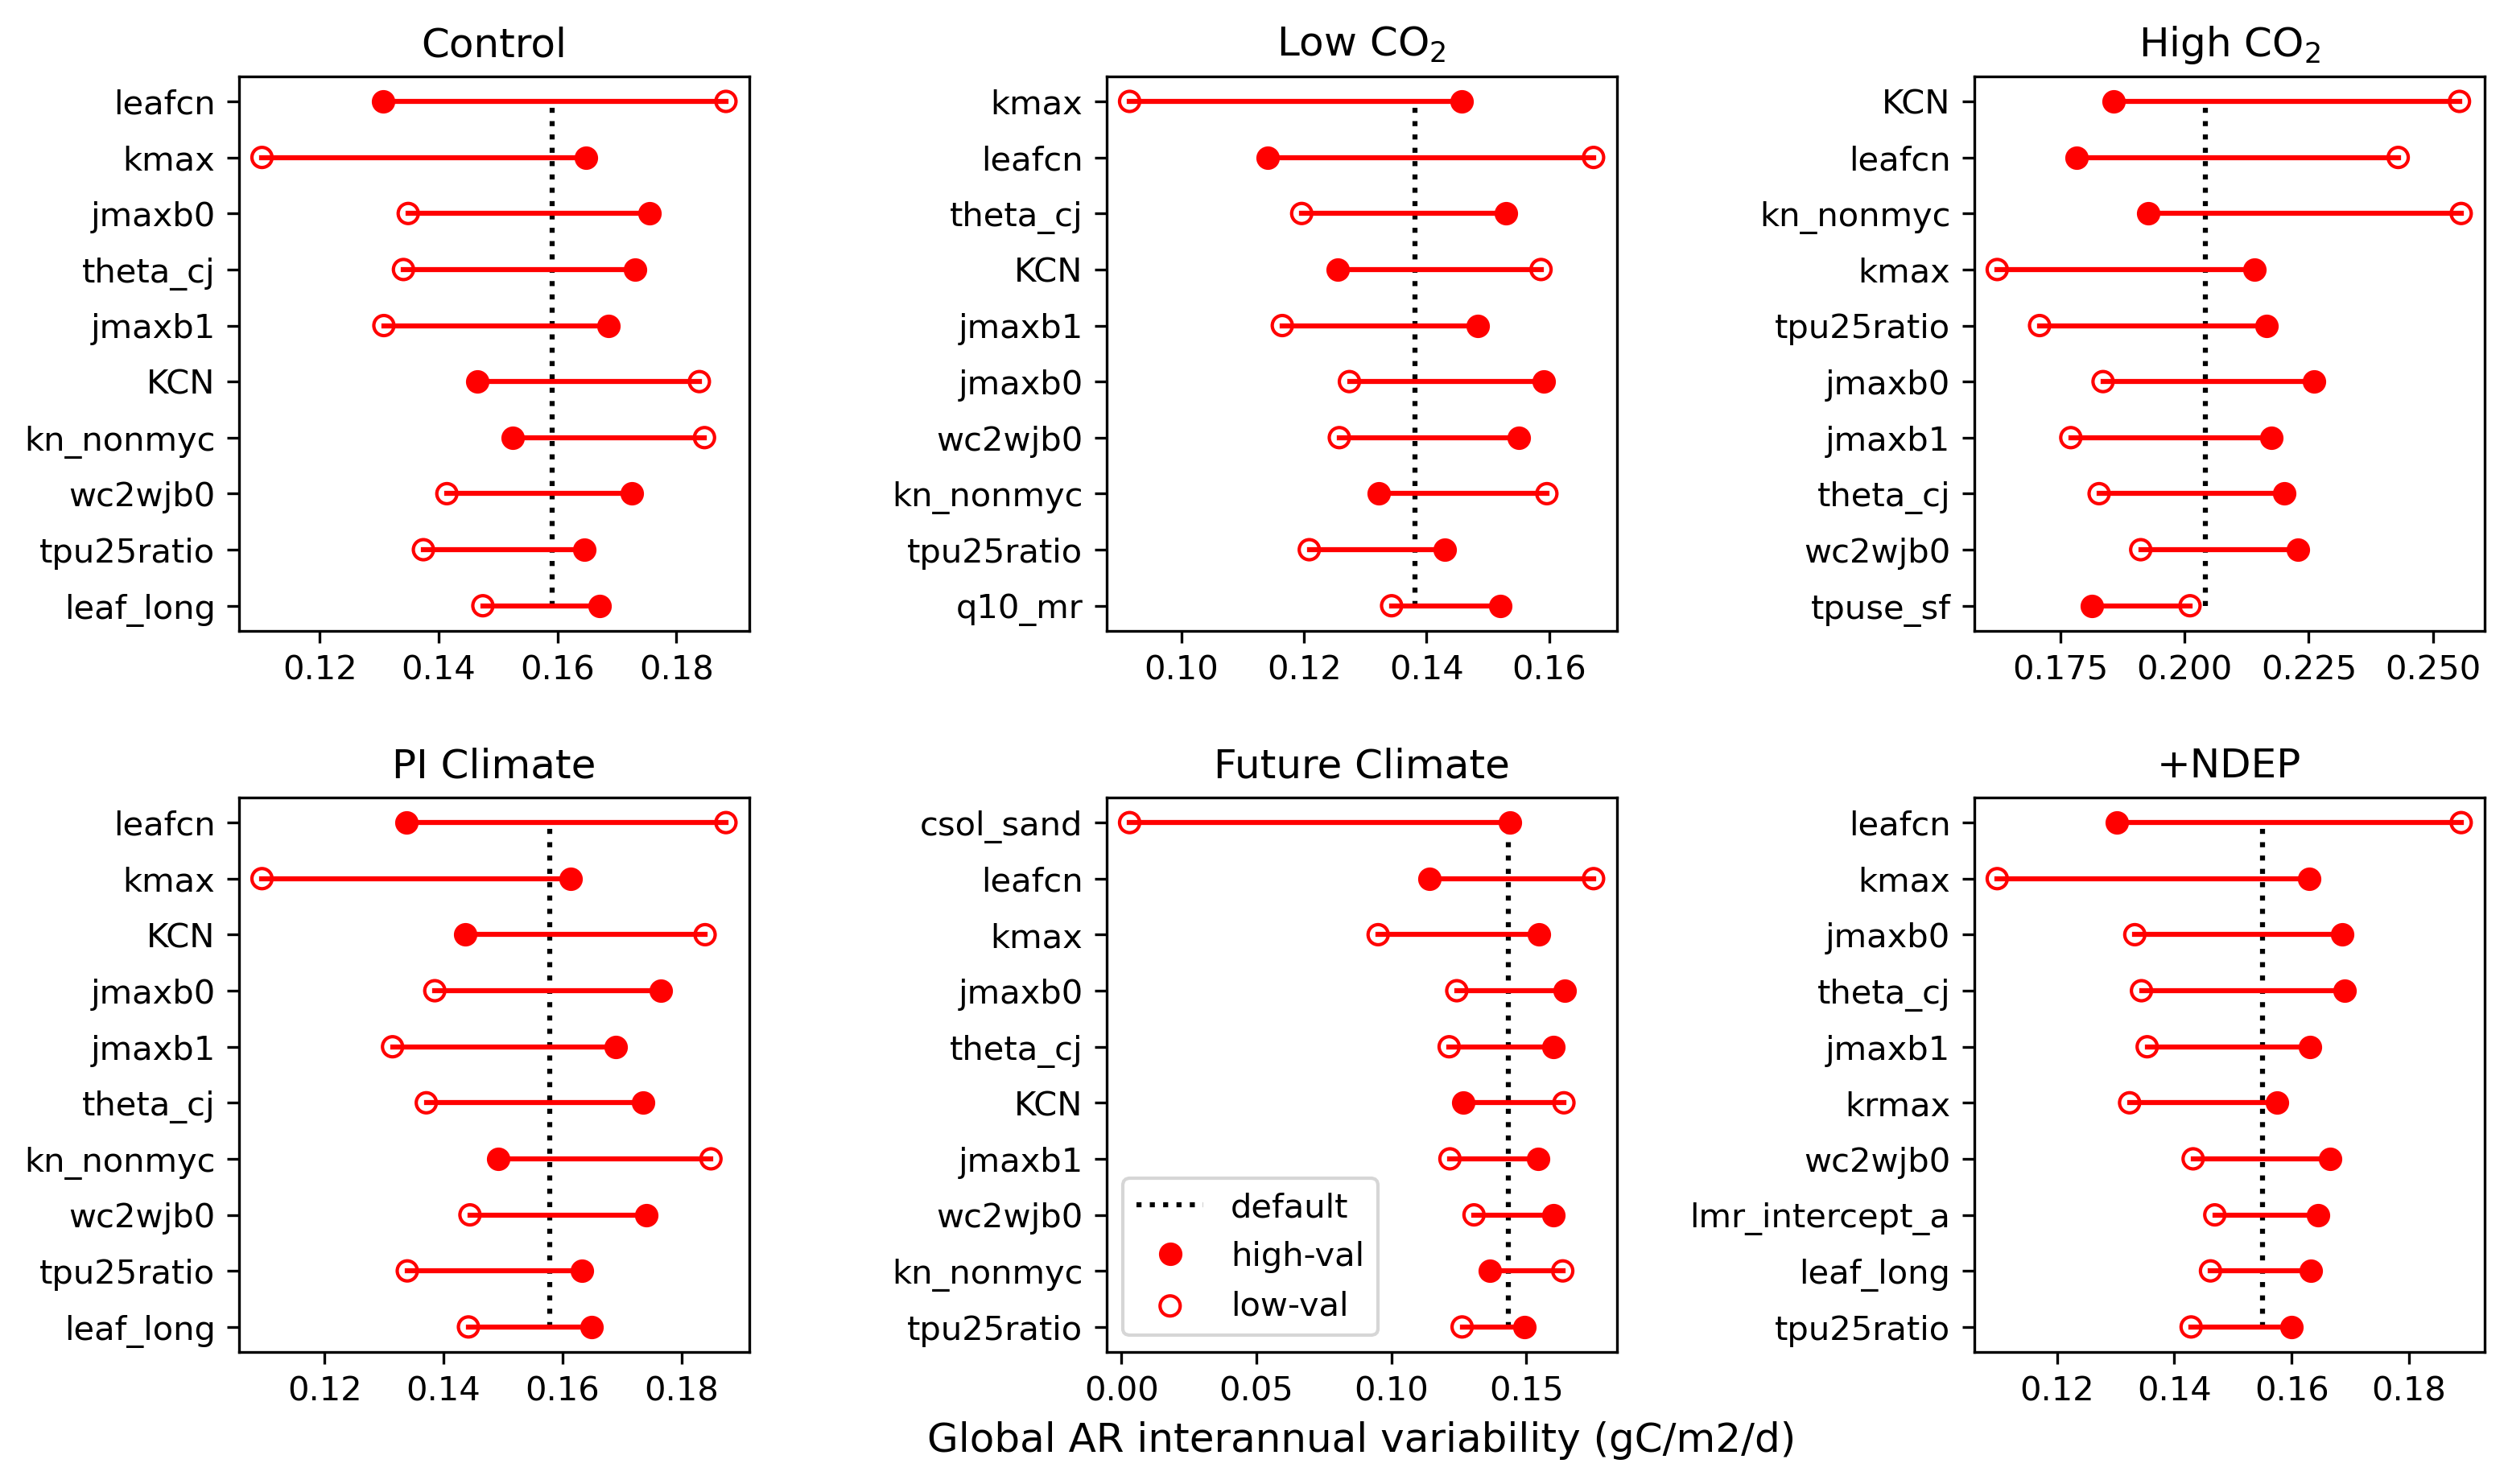 Control
leafcn
kmax
jmaxb0
theta_cj
jmaxb1
KCN
kn_nonmyc
wc2wjb0
tpu25ratio
leaf_long
0.12 0.14 0.16 0.18
Low CO₂
kmax
leafcn
theta_cj
KCN
jmaxb1
jmaxb0
wc2wjb0
kn_nonmyc
tpu25ratio
q10_mr
0.10 0.12 0.14 0.16
High CO₂
KCN
leafcn
kn_nonmyc
kmax
tpu25ratio
jmaxb0
jmaxb1
theta_cj
wc2wjb0
tpuse_sf
0.175 0.200 0.225 0.250
PI Climate
leafcn
kmax
KCN
jmaxb0
jmaxb1
theta_cj
kn_nonmyc
wc2wjb0
tpu25ratio
leaf_long
0.12 0.14 0.16 0.18
Future Climate
csol_sand
leafcn
kmax
jmaxb0
theta_cj
KCN
jmaxb1
wc2wjb0
kn_nonmyc
tpu25ratio
default
high-val
low-val
0.00 0.05 0.10 0.15
+NDEP
leafcn
kmax
jmaxb0
theta_cj
jmaxb1
krmax
wc2wjb0
lmr_intercept_a
leaf_long
tpu25ratio
0.12 0.14 0.16 0.18
Global AR interannual variability (gC/m2/d)